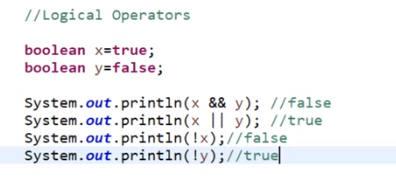 //Logical Operators
boolean x=true;
boolean y=false;
System.out.println(x && y); //false
System.out.println(x || y); //true
System.out.println(!x);//false
System.out.println(!y);//true